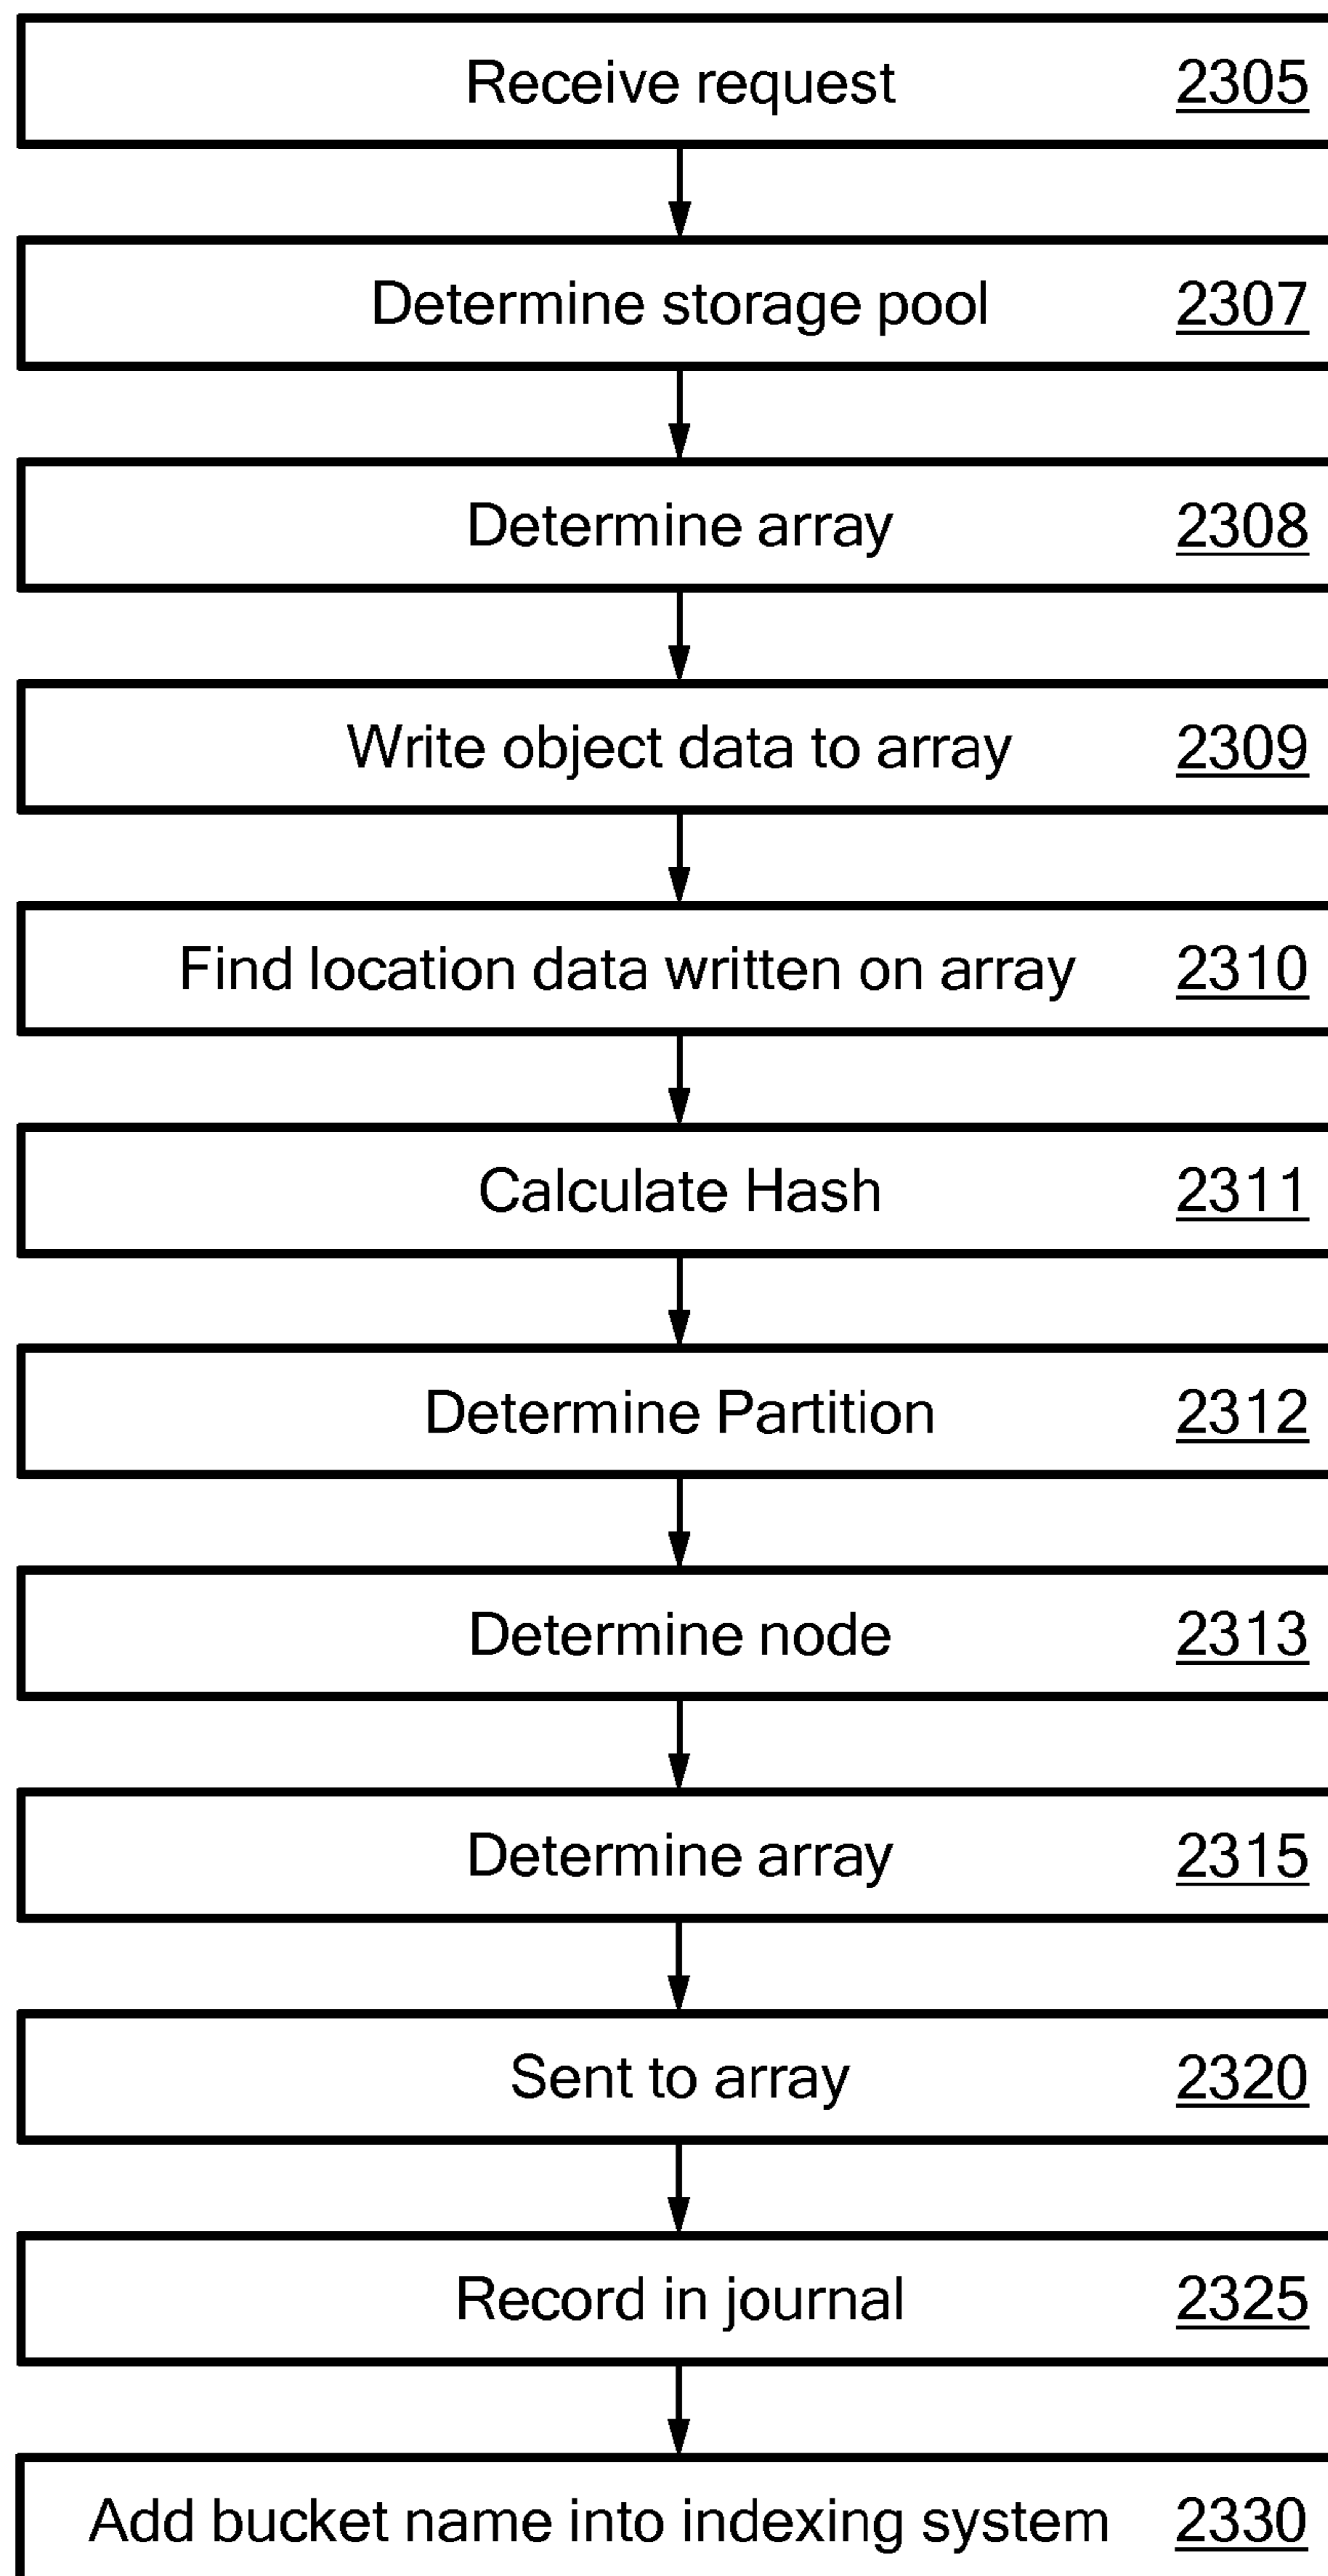 Receive request 2305
Determine storage pool 2307
Determine array 2308
Write object data to array 2309
Find location data written on array 2310
Calculate Hash 2311
Determine Partition 2312
Determine node 2313
Determine array 2315
Sent to array 2320
Record in journal 2325
Add bucket name into indexing system 2330